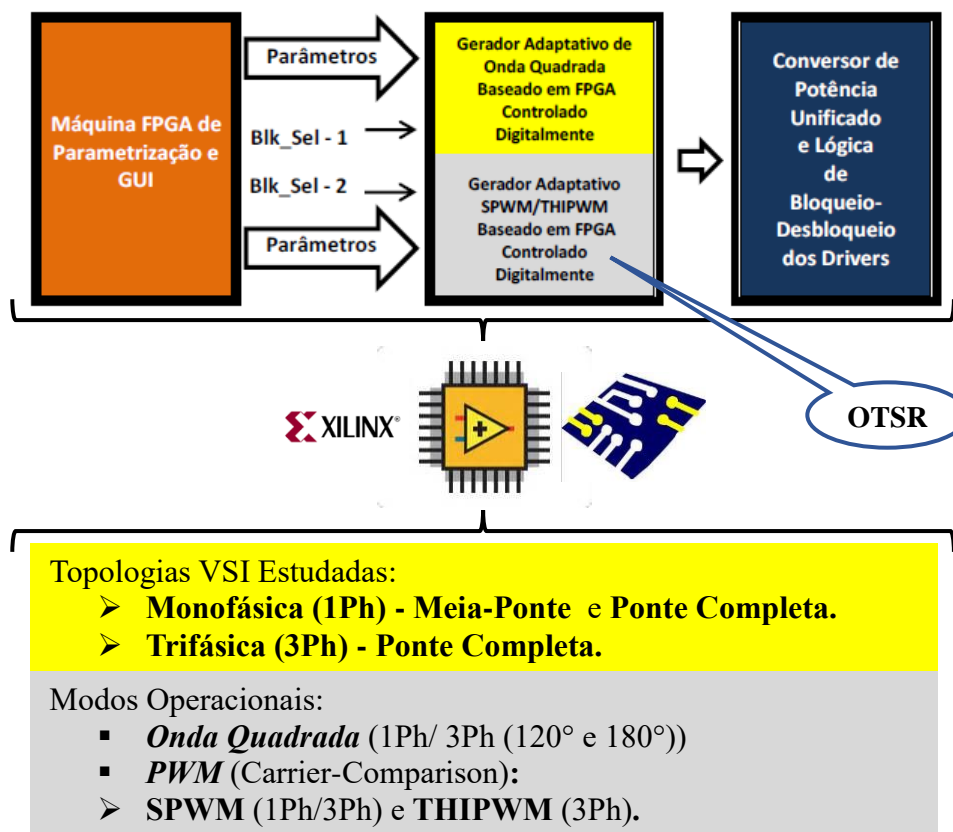 Máquina FPGA de
Parametrização e
GUI
Parâmetros
Blk_Sel - 1
Blk_Sel - 2
Parâmetros
Gerador Adaptativo de
Onda Quadrada
Baseado em FPGA
Controlado
Digitalmente
Gerador Adaptativo
SPWM/THIPWM
Baseado em FPGA
Controlado
Digitalmente
Conversor de
Potência
Unificado
e Lógica
de
Bloqueio-
Desbloqueio
dos Drivers
OTSR
XILINX®
Topologias VSI Estudadas:
➢ Monofásica (1Ph) - Meia-Ponte e Ponte Completa.
➢ Trifásica (3Ph) - Ponte Completa.
Modos Operacionais:
▪ Onda Quadrada (1Ph/ 3Ph (120° e 180°))
▪ PWM (Carrier-Comparison):
➢ SPWM (1Ph/3Ph) e THIPWM (3Ph).